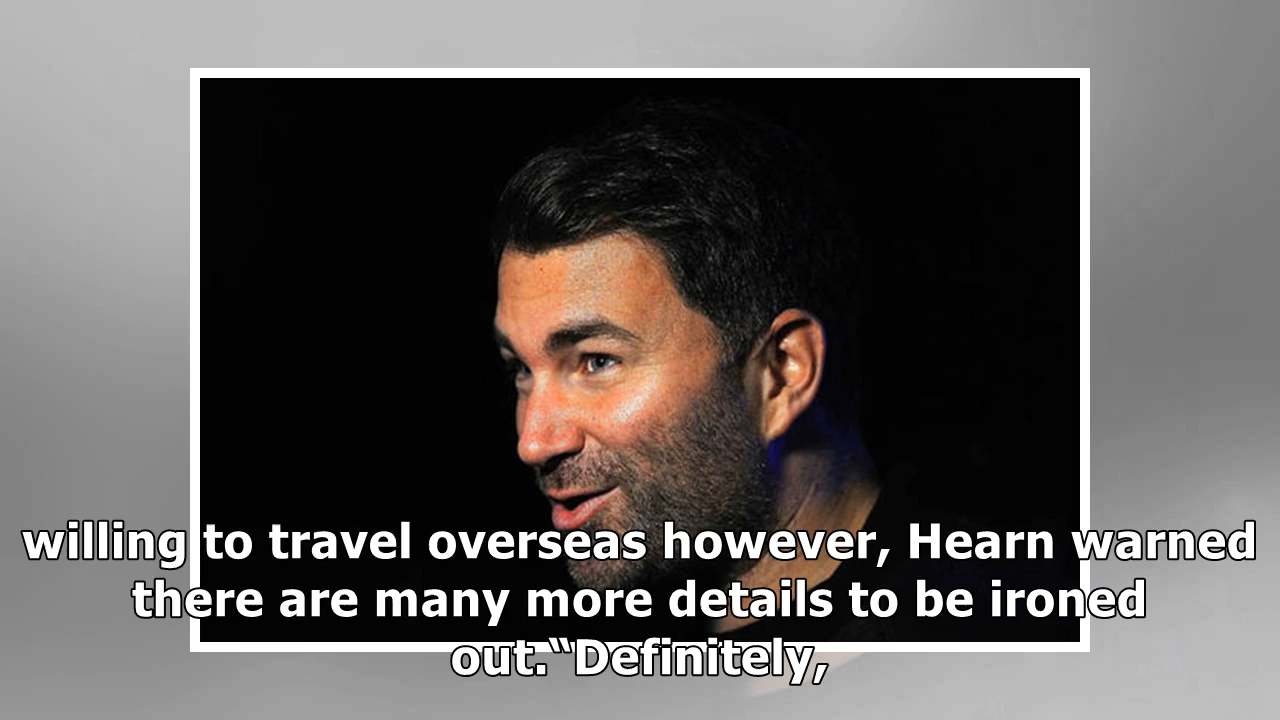 willing to travel overseas however, Hearn warned
there are many more details to be ironed
out.“Definitely,